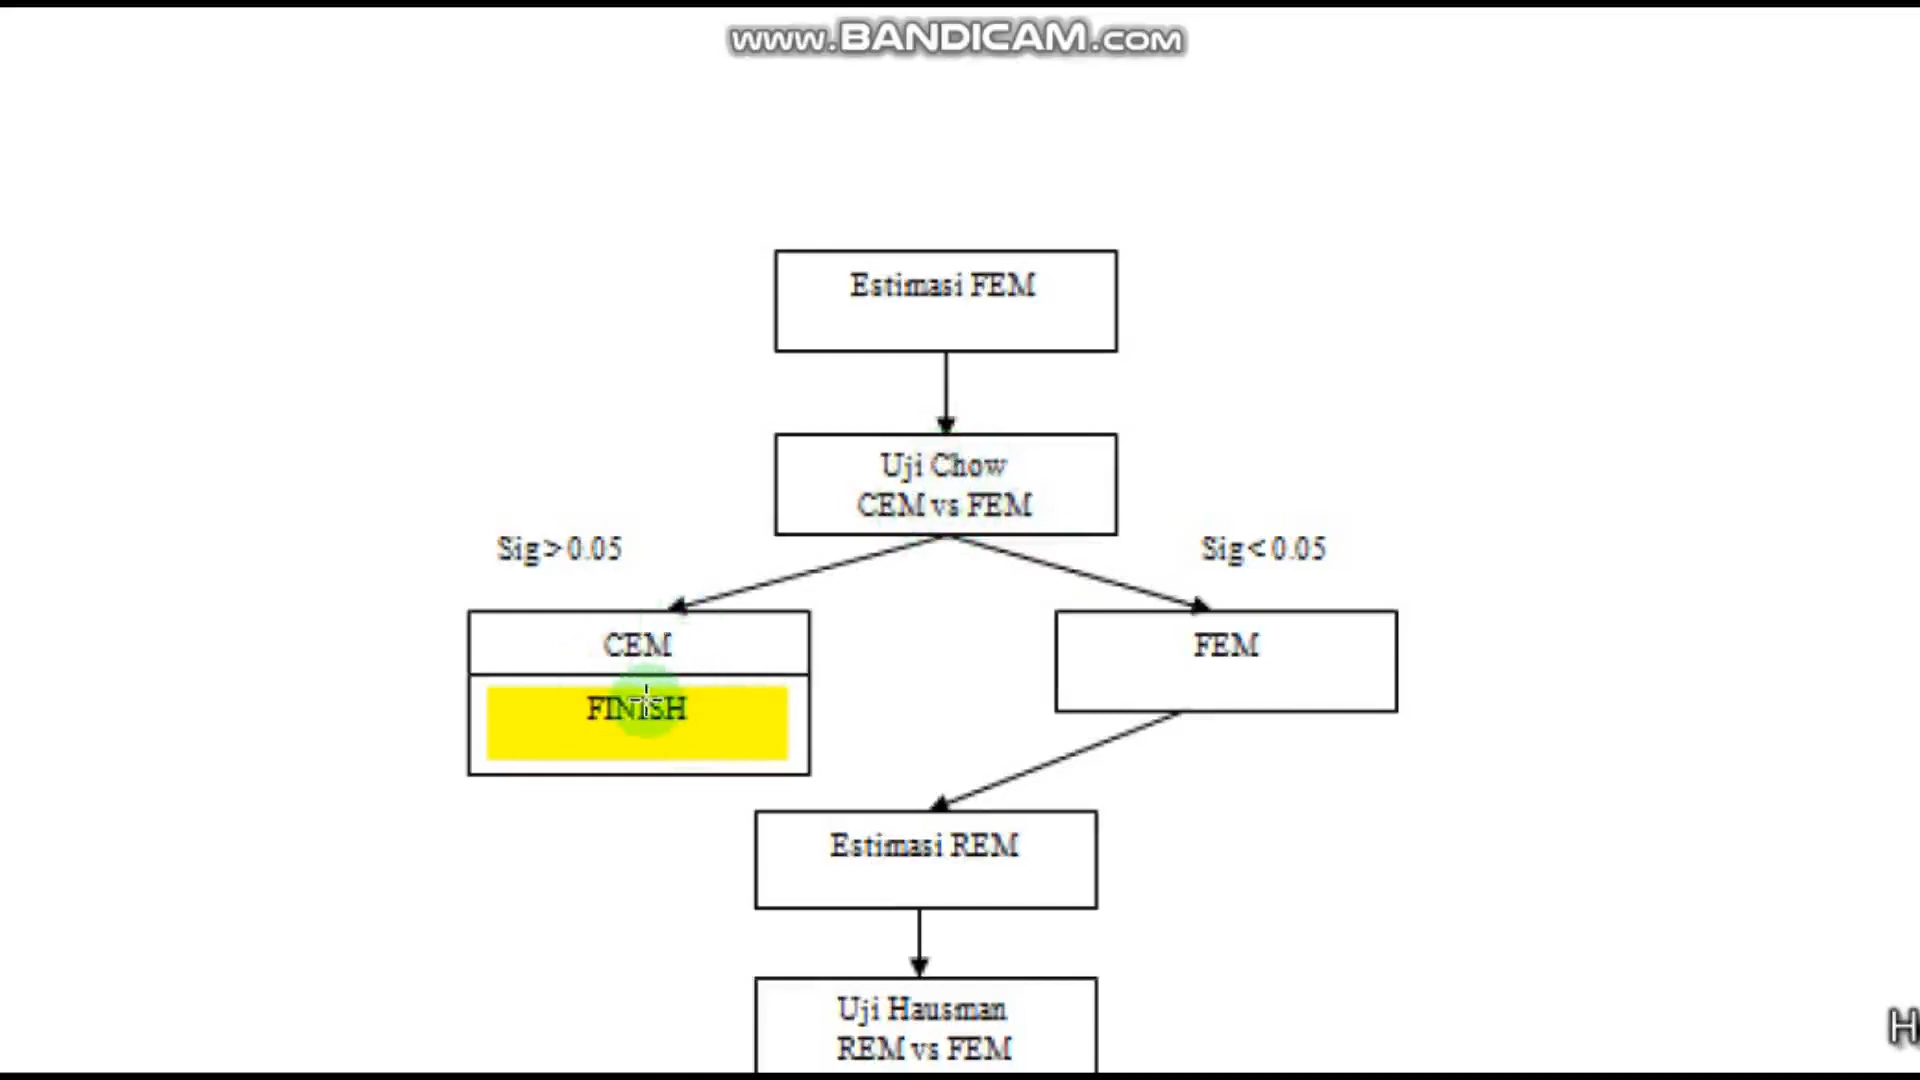 www.BANDICAM.com
Estimasi FEM
Uji Chow
CEM vs FEM
Sig > 0.05
Sig < 0.05
CEM
FEM
FINISH
Estimasi REM
Uji Hausman
REM vs FEM
H